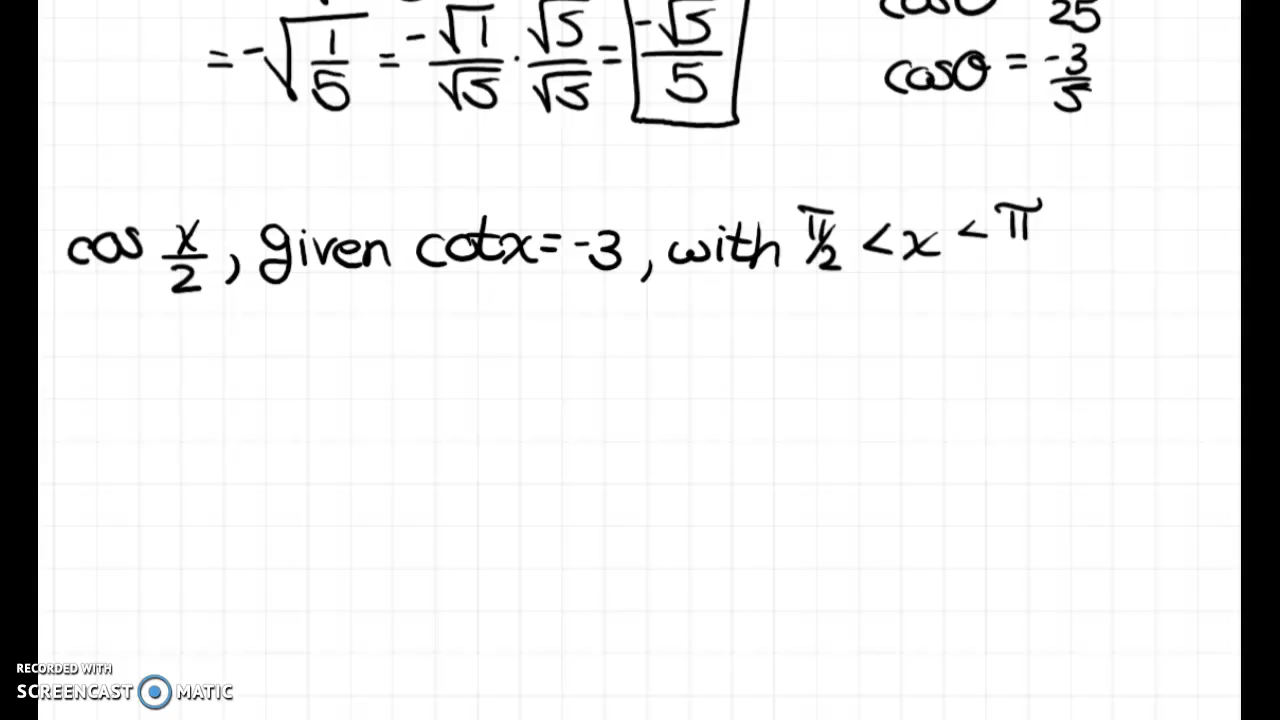 cosθ 25
= -√1/5 = -√1/√5 · √5/√5 = -√5/5
cosθ = -3/5
cos x/2, given cotx = -3, with π/2 < x < π
RECORDED WITH
SCREENCAST MATIC